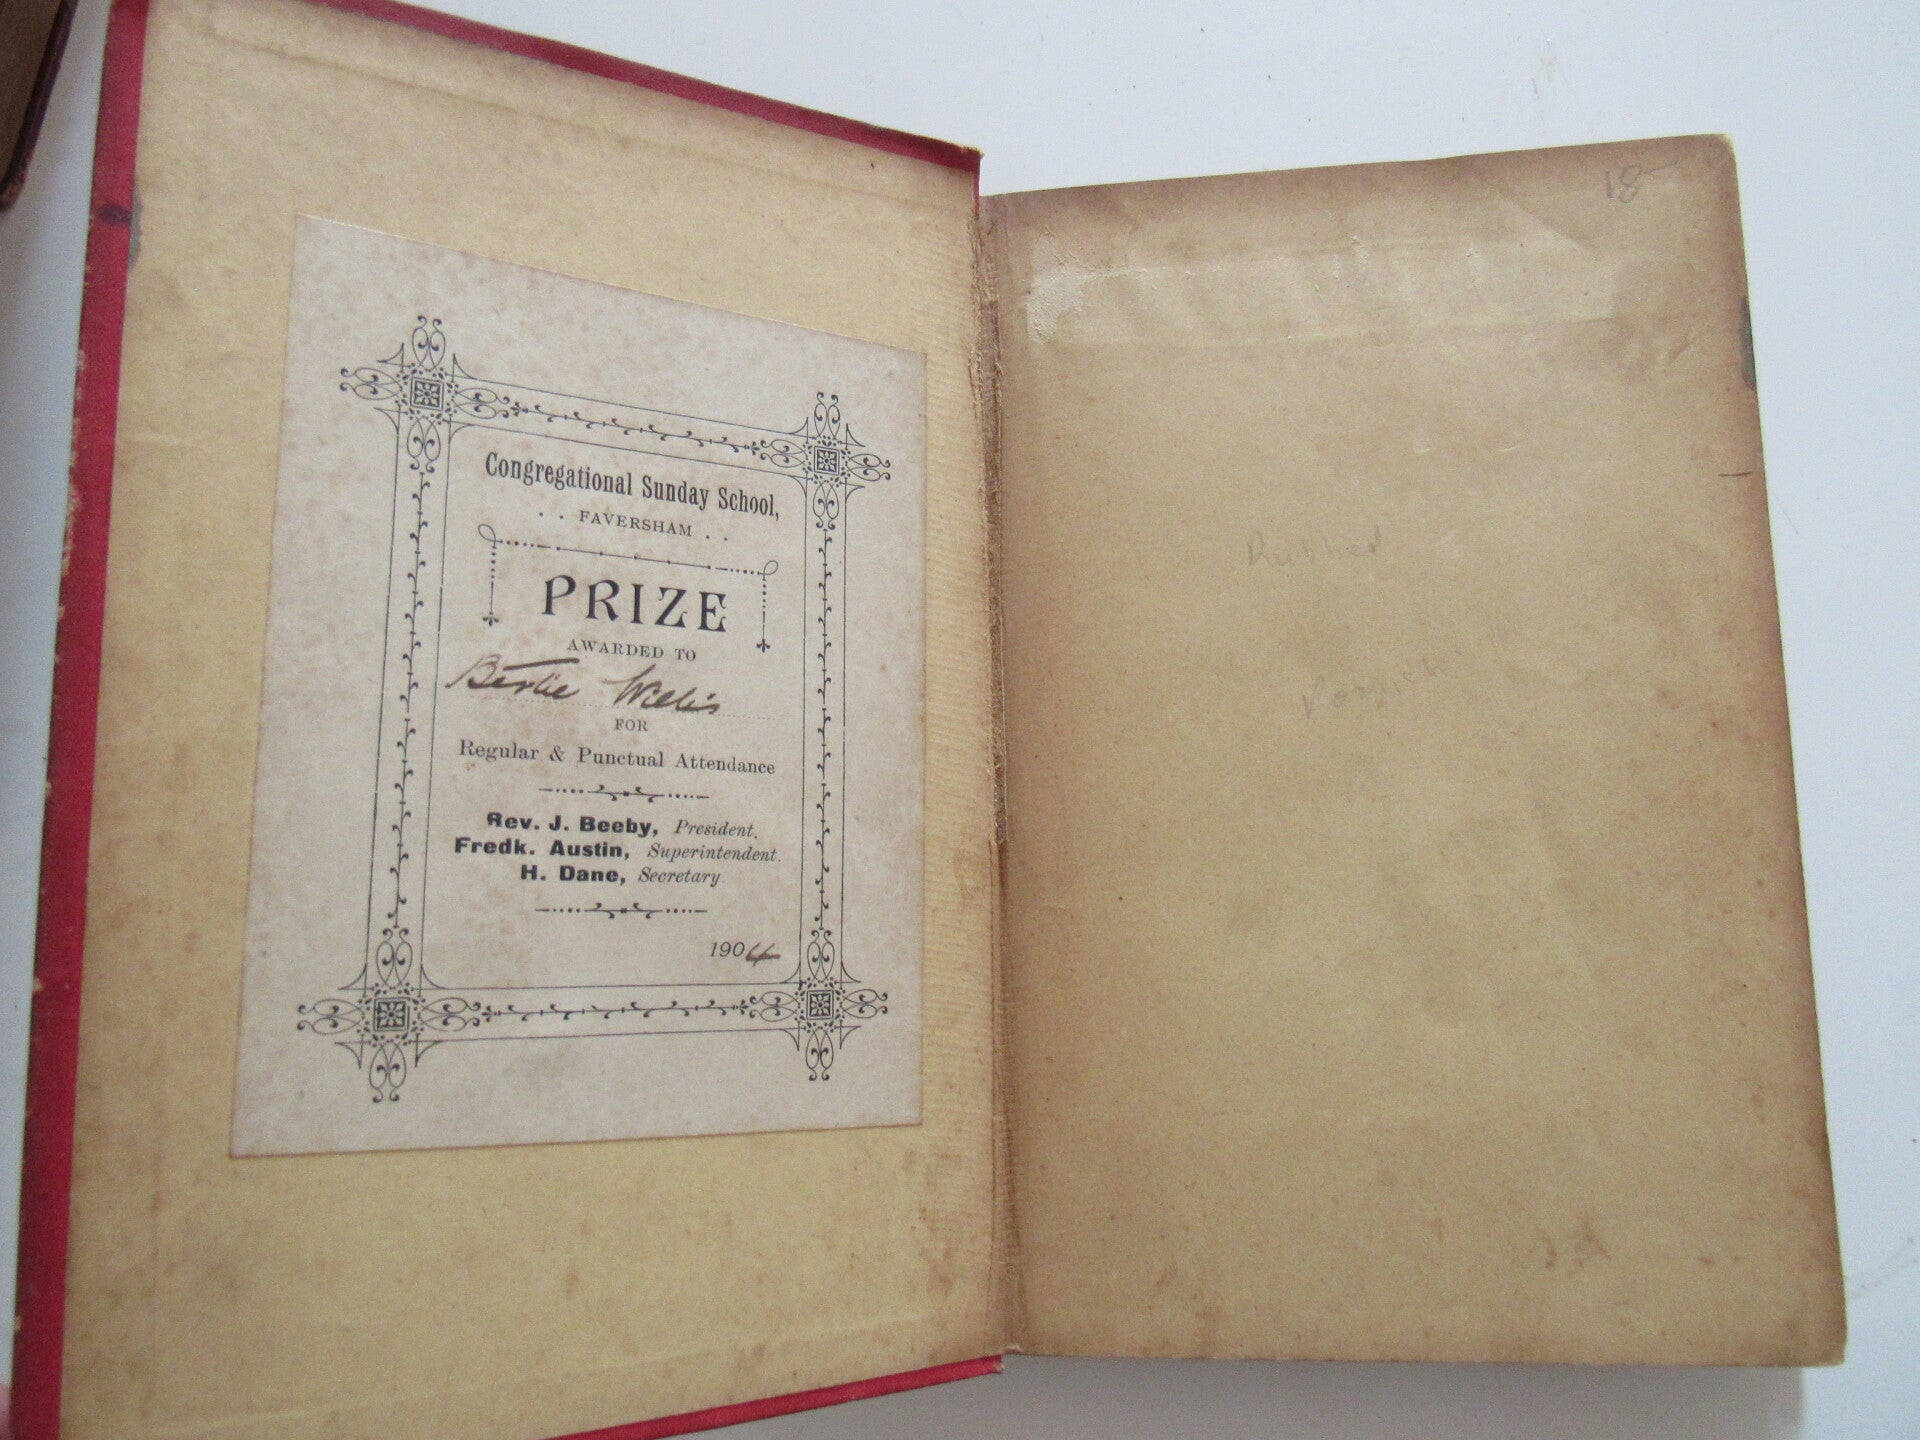 Congregational Sunday School,
. . FAVERSHAM . .
PRIZE
AWARDED TO
Bertie Willis
FOR
Regular & Punctual Attendance
Rev. J. Beeby, President.
Fredk. Austin, Superintendent.
H. Dane, Secretary.
1904
18
Rubbed